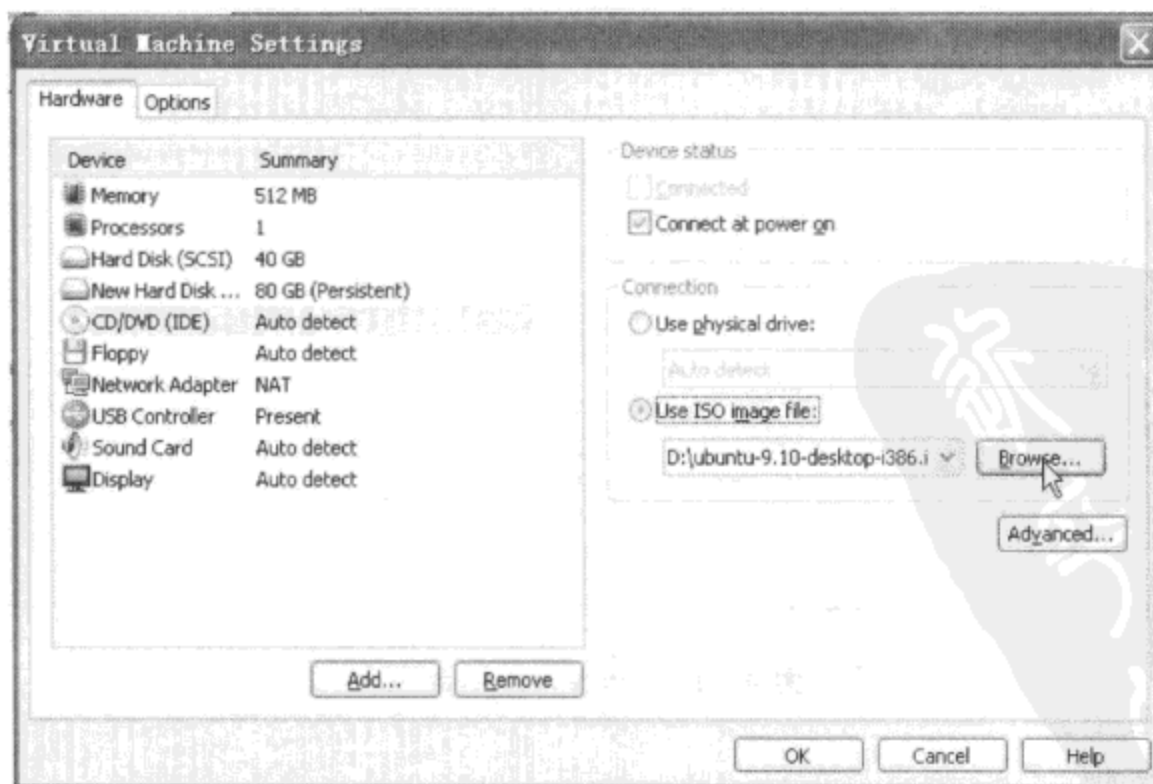 Virtual Machine Settings
Hardware
Options
Device Summary
Memory 512 MB
Processors 1
Hard Disk (SCSI) 40 GB
New Hard Disk ... 80 GB (Persistent)
CD/DVD (IDE) Auto detect
Floppy Auto detect
Network Adapter NAT
USB Controller Present
Sound Card Auto detect
Display Auto detect
Add...
Remove
Device status
Connected
Connect at power on
Connection
Use physical drive:
Auto detect
Use ISO image file:
D:\ubuntu-9.10-desktop-i386.i
Browse...
Advanced...
OK
Cancel
Help